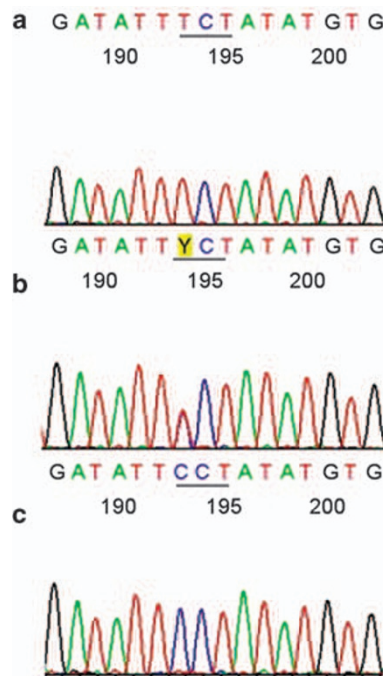 a GATATTTCTATATGTG
190 195 200
GATATTYCTATATGTG
b 190 195 200
GATATTCCTATATGTG
190 195 200
c